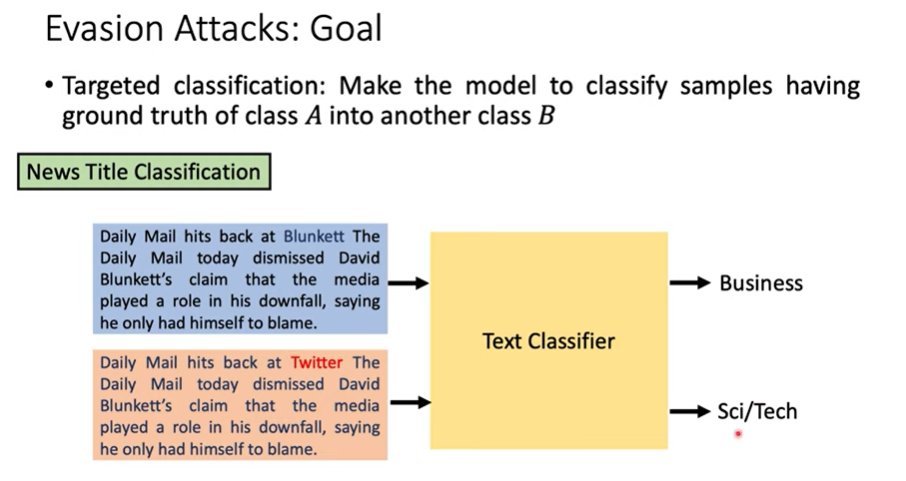 Evasion Attacks: Goal
• Targeted classification: Make the model to classify samples having
ground truth of class A into another class B
News Title Classification
Daily Mail hits back at Blunkett The
Daily Mail today dismissed David
Blunkett's claim that the media
played a role in his downfall, saying
he only had himself to blame.
Daily Mail hits back at Twitter The
Daily Mail today dismissed David
Blunkett's claim that the media
played a role in his downfall, saying
he only had himself to blame.
Text Classifier
Business
Sci/Tech